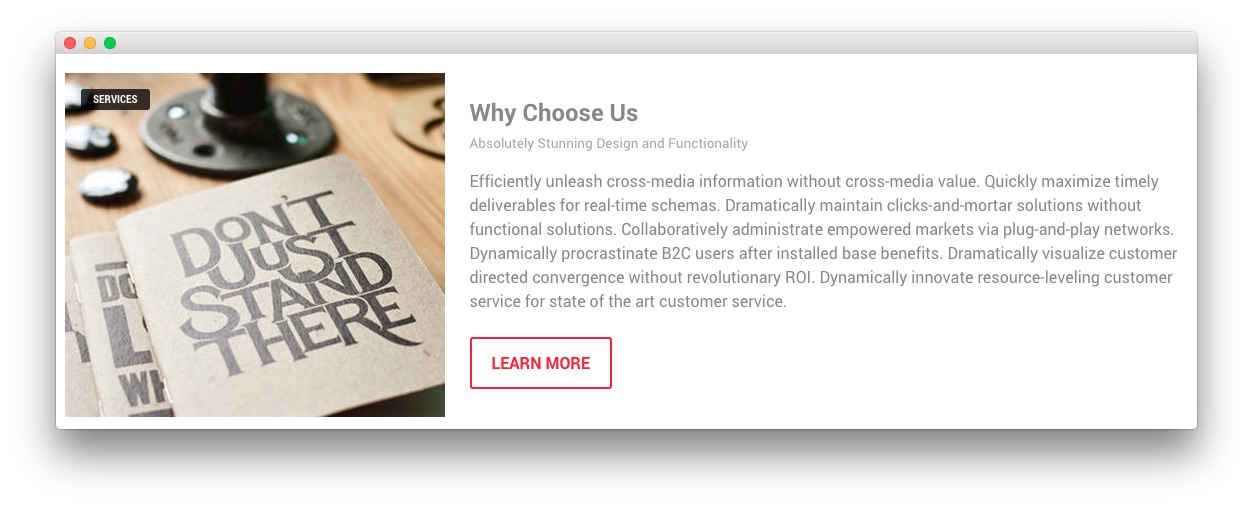 SERVICES
DON'T
JUST
STAND
THERE
WH
Why Choose Us
Absolutely Stunning Design and Functionality
Efficiently unleash cross-media information without cross-media value. Quickly maximize timely
deliverables for real-time schemas. Dramatically maintain clicks-and-mortar solutions without
functional solutions. Collaboratively administrate empowered markets via plug-and-play networks.
Dynamically procrastinate B2C users after installed base benefits. Dramatically visualize customer
directed convergence without revolutionary ROI. Dynamically innovate resource-leveling customer
service for state of the art customer service.
LEARN MORE